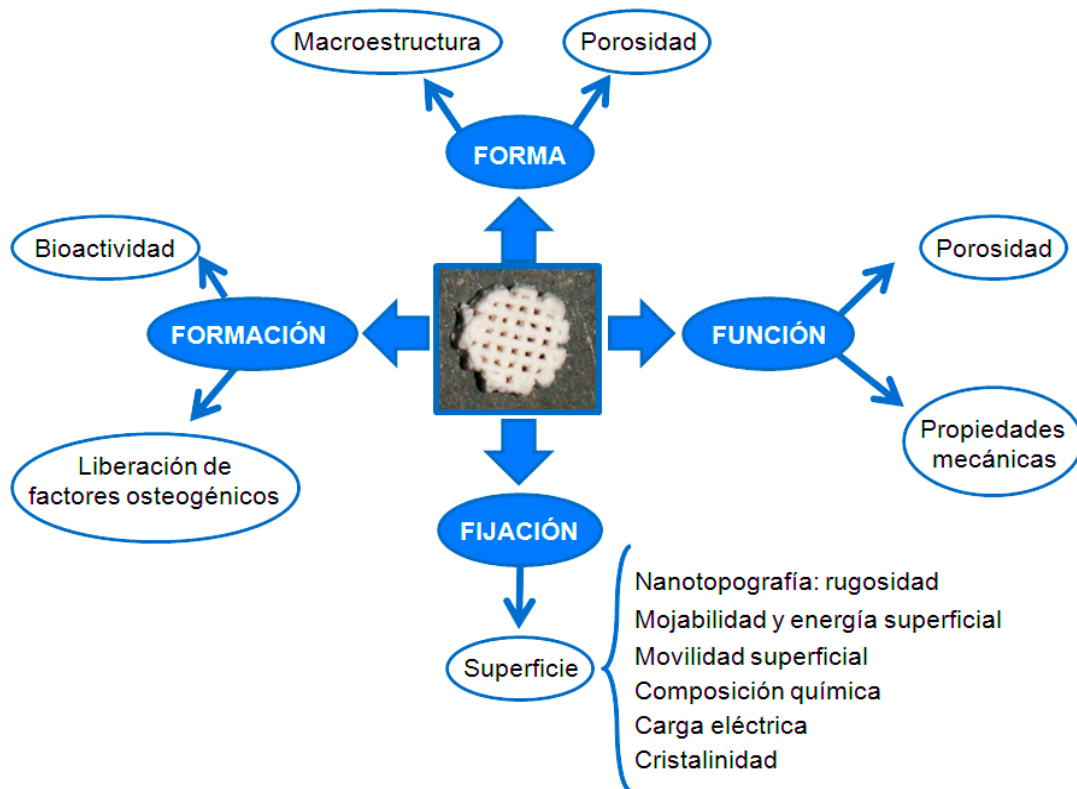 Macroestructura
Porosidad
FORMA
Bioactividad
Porosidad
FORMACIÓN
FUNCIÓN
Propiedades
mecánicas
Liberación de
factores osteogénicos
FIJACIÓN
Superficie
Nanotopografía: rugosidad
Mojabilidad y energía superficial
Movilidad superficial
Composición química
Carga eléctrica
Cristalinidad